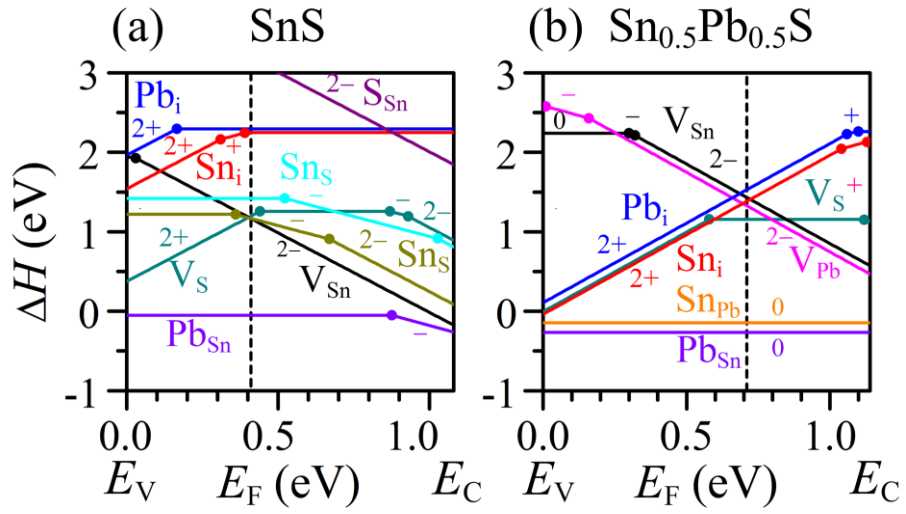 (a) SnS
(b) Sn0.5Pb0.5S
ΔH (eV)
3
2
1
0
-1
Pbi
2+
2+
+
Sni
2−
SSn
SnS
−
2+
VS
2−
VSn
−
2−
SnS
−
2−
PbSn
−
0.0
0.5
1.0
EV
EF (eV)
EC
−
0
−
VSn
2−
+
Pbi
2+
VS
+
2+
Sni
2−
VPb
SnPb
0
PbSn
0
0.0
0.5
1.0
EV
EF (eV)
EC